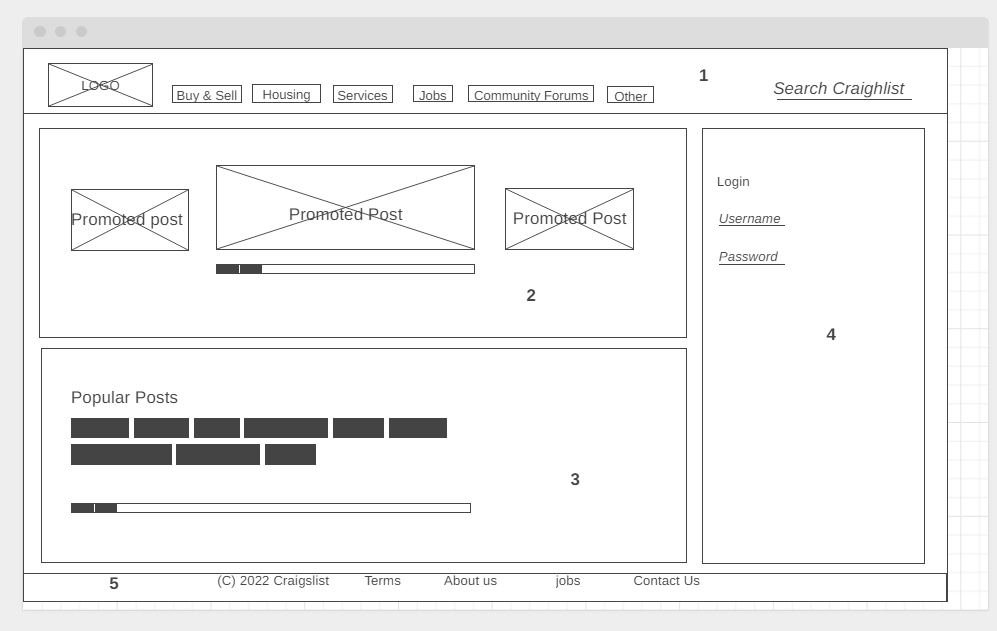 LOGO
Buy & Sell
Housing
Services
Jobs
Community Forums
Other
1
Search Craighlist
Promoted post
Promoted Post
Promoted Post
2
Login
Username
Password
4
Popular Posts
3
5
(C) 2022 Craigslist
Terms
About us
jobs
Contact Us